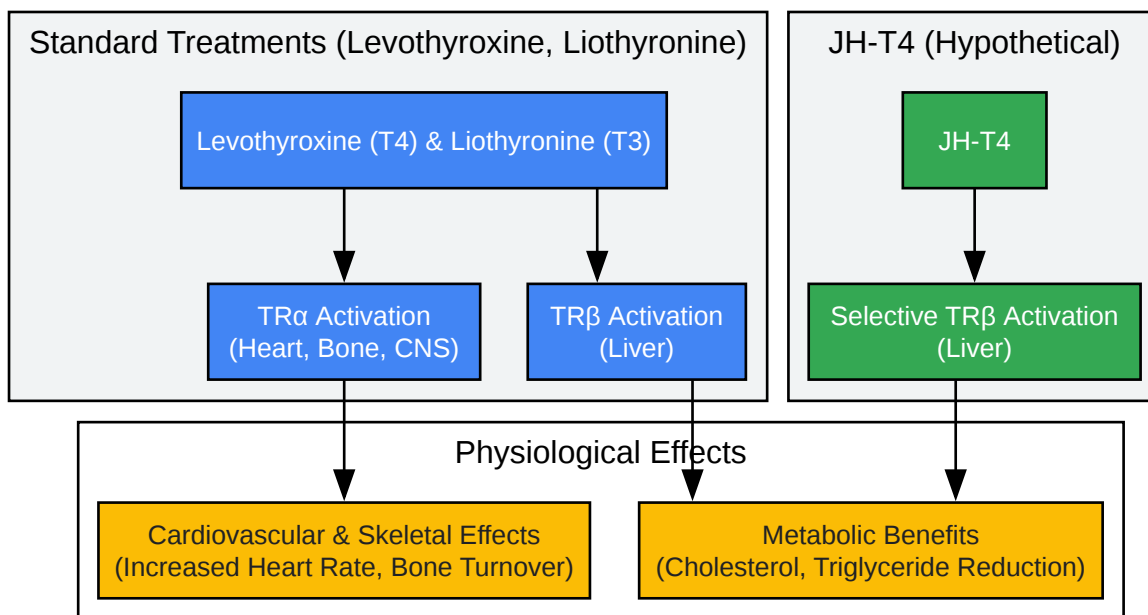 Standard Treatments (Levothyroxine, Liothyronine)
JH-T4 (Hypothetical)
Levothyroxine (T4) & Liothyronine (T3)
JH-T4
TRα Activation
(Heart, Bone, CNS)
TRβ Activation
(Liver)
Selective TRβ Activation
(Liver)
Physiological Effects
Cardiovascular & Skeletal Effects
(Increased Heart Rate, Bone Turnover)
Metabolic Benefits
(Cholesterol, Triglyceride Reduction)